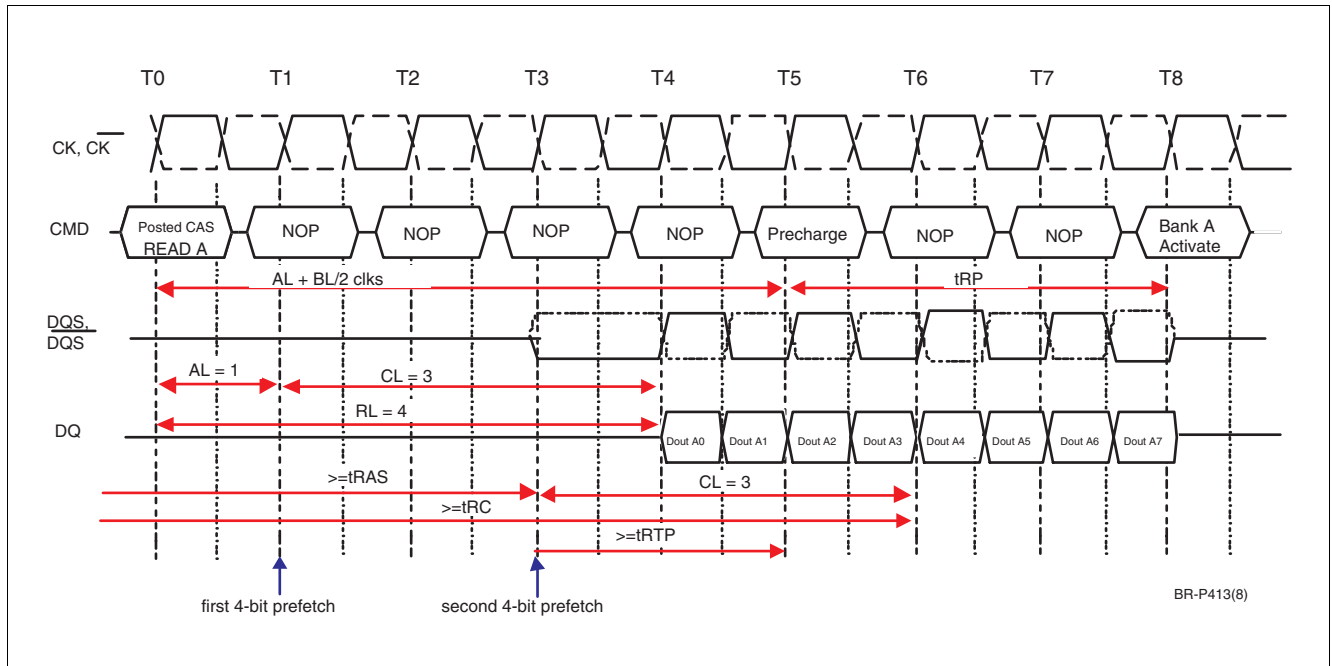 T0 T1 T2 T3 T4 T5 T6 T7 T8
CK, CK
CMD
Posted CAS
READ A
NOP
NOP
NOP
NOP
Precharge
NOP
NOP
Bank A
Activate
AL + BL/2 clks
tRP
DQS,
DQS
AL = 1
CL = 3
RL = 4
DQ
Dout A0
Dout A1
Dout A2
Dout A3
Dout A4
Dout A5
Dout A6
Dout A7
>=tRAS
CL = 3
>=tRC
>=tRTP
first 4-bit prefetch
second 4-bit prefetch
BR-P413(8)